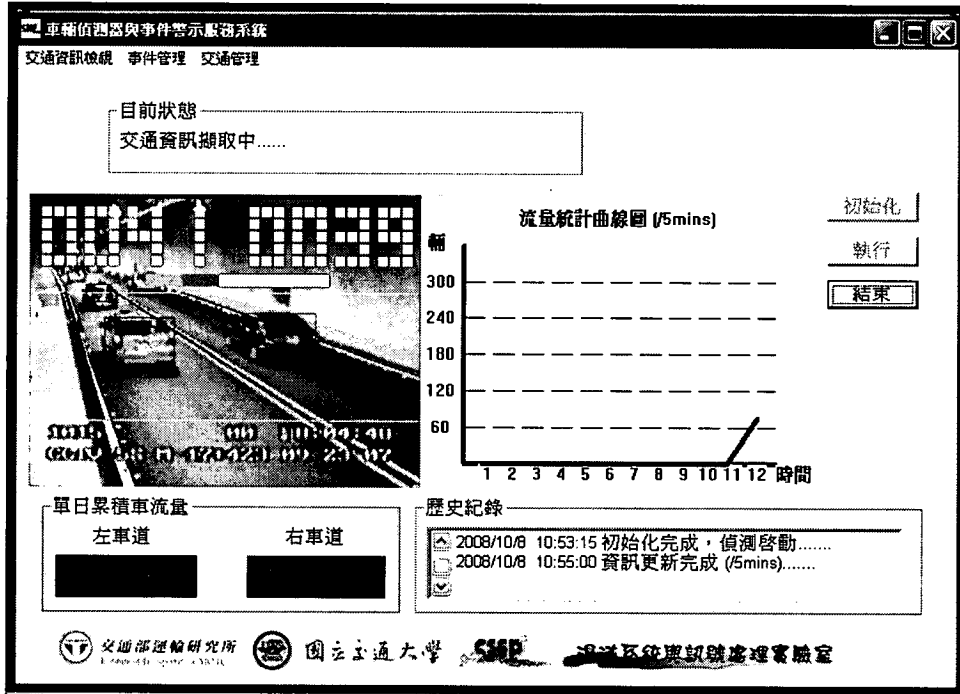 車輛偵測器與事件警示服務系統
交通資訊檢視 事件管理 交通管理
目前狀態
交通資訊擷取中......
流量統計曲線圖 (/5mins)
輛
300
240
180
120
60
1 2 3 4 5 6 7 8 9 10 11 12 時間
初始化
執行
結束
單日累積車流量
左車道 右車道
歷史紀錄
2008/10/8 10:53:15 初始化完成，偵測啓動.......
2008/10/8 10:55:00 資訊更新完成 (/5mins).......
交通部運輸研究所
國立交通大學
CSSP